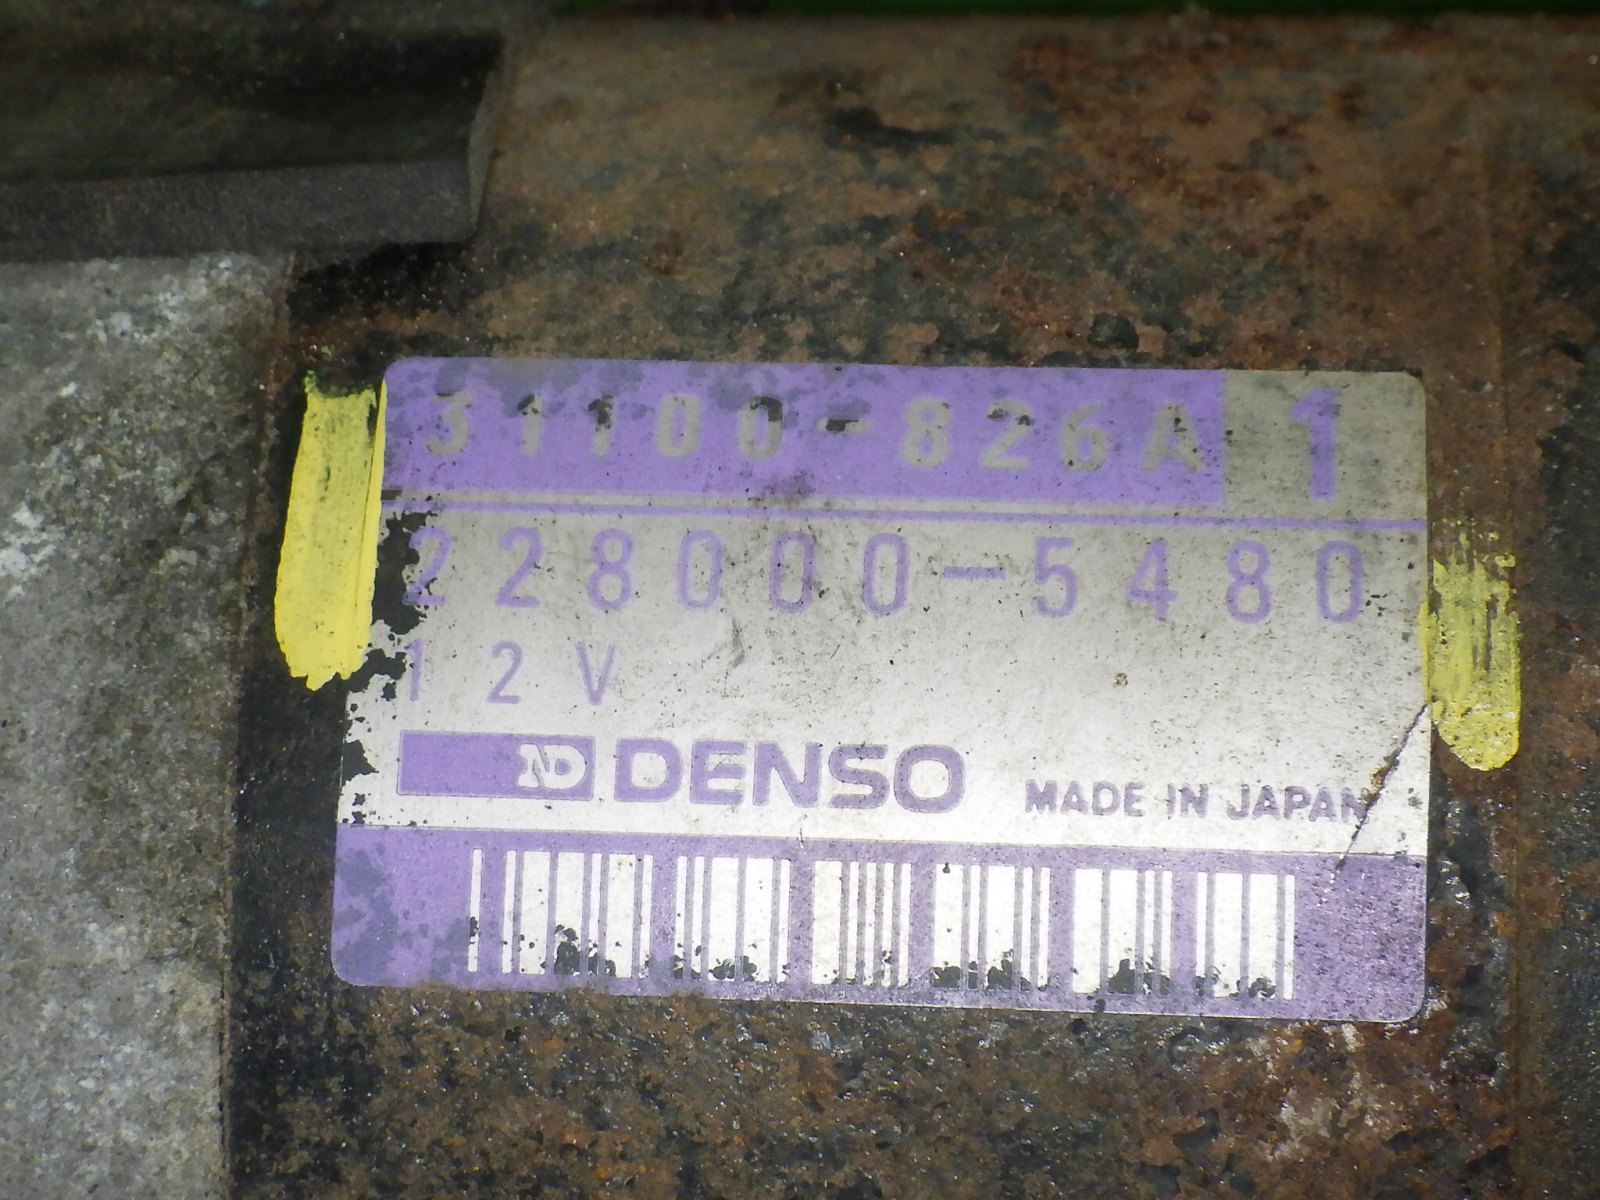 31100-826A 1
228000-5480
12V
ND DENSO MADE IN JAPAN